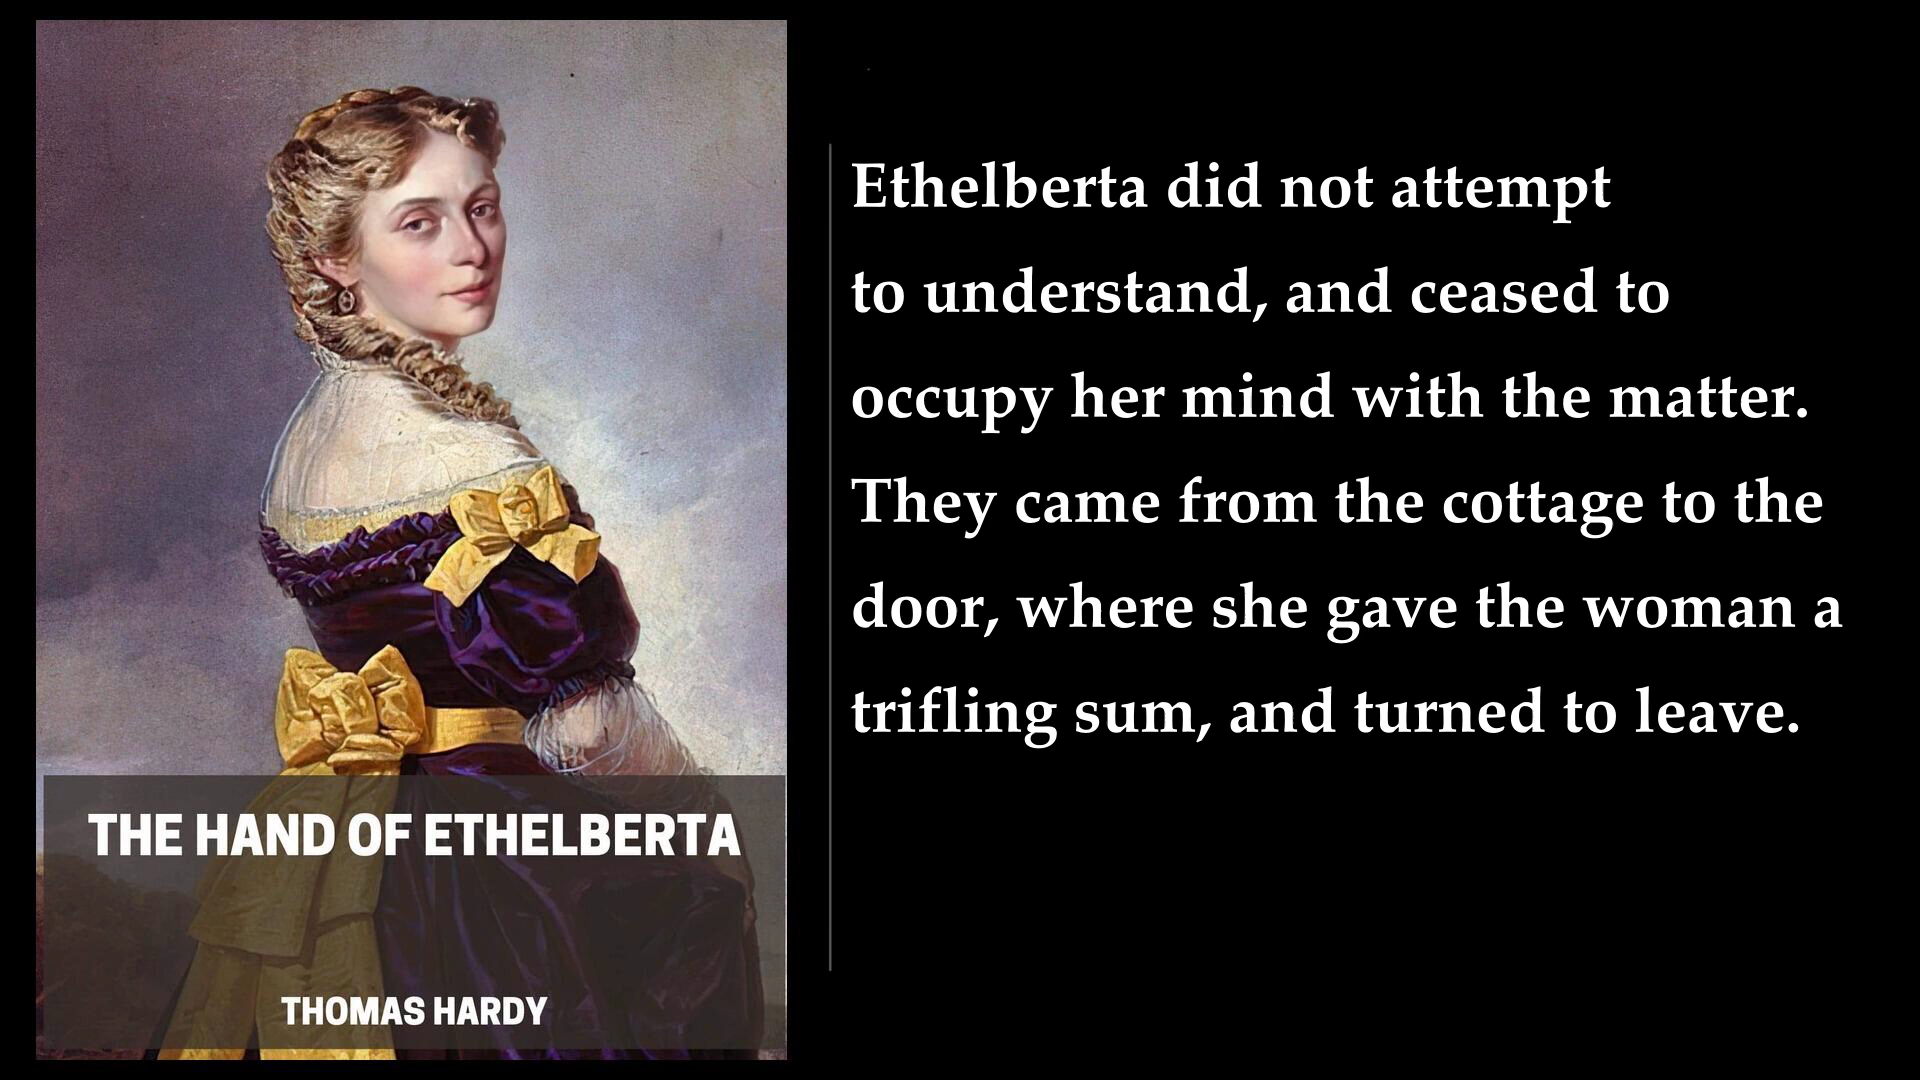 THE HAND OF ETHELBERTA
THOMAS HARDY
Ethelberta did not attempt
to understand, and ceased to
occupy her mind with the matter.
They came from the cottage to the
door, where she gave the woman a
trifling sum, and turned to leave.